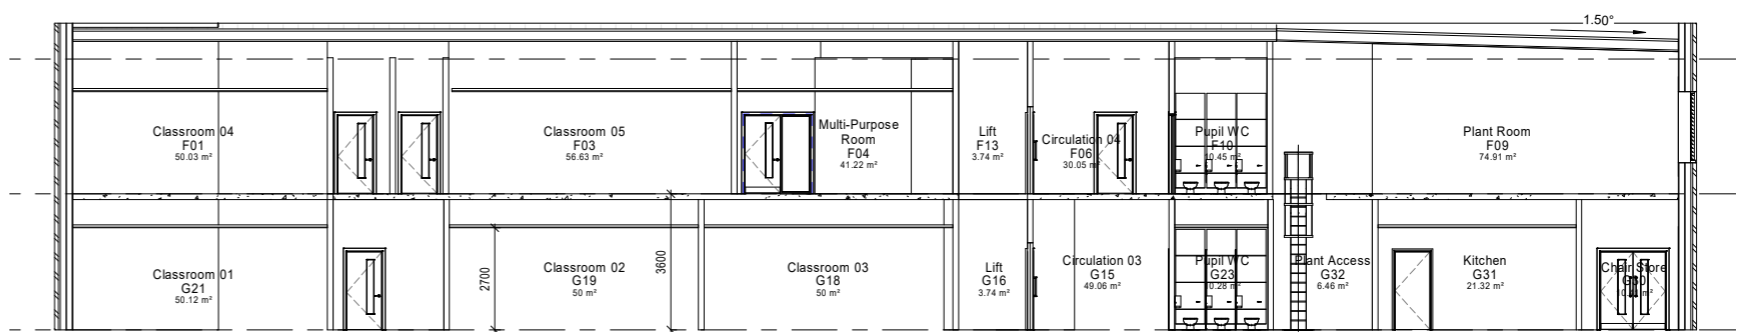 1.50°
Classroom 04
F01
50.03 m²
Classroom 05
F03
56.63 m²
Multi-Purpose
Room
F04
41.22 m²
Lift
F13
3.74 m²
Circulation 04
F06
30.05 m²
Pupil WC
F10
10.45 m²
Plant Room
F09
74.91 m²
Classroom 01
G21
50.12 m²
2700
Classroom 02
G19
50 m²
3600
Classroom 03
G18
50 m²
Lift
G16
3.74 m²
Circulation 03
G15
49.06 m²
Pupil WC
G23
10.28 m²
Plant Access
G32
6.46 m²
Kitchen
G31
21.32 m²
Chair Store
G30